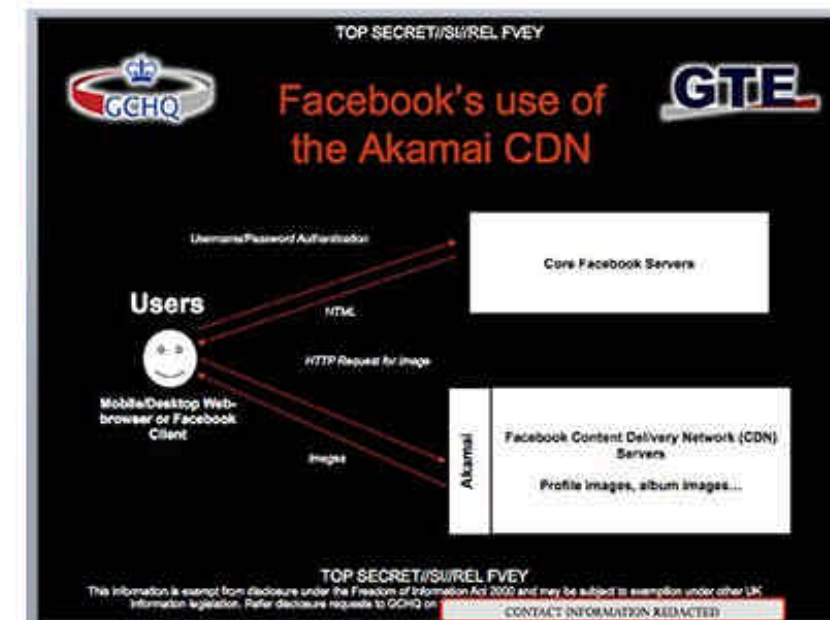 TOP SECRET//SI//REL FVEY
GCHQ
GTE
Facebook's use of
the Akamai CDN
Username/Password Authentication
Core Facebook Servers
Users
HTML
HTTP Request for image
Mobile/Desktop Web-
browser or Facebook
Client
Images
Akamai
Facebook Content Delivery Network (CDN)
Servers
Profile images, album images...
TOP SECRET//SI//REL FVEY
This information is exempt from disclosure under the Freedom of Information Act 2000 and may be subject to exemption under other UK
information legislation. Refer disclosure requests to GCHQ on
CONTACT INFORMATION REDACTED